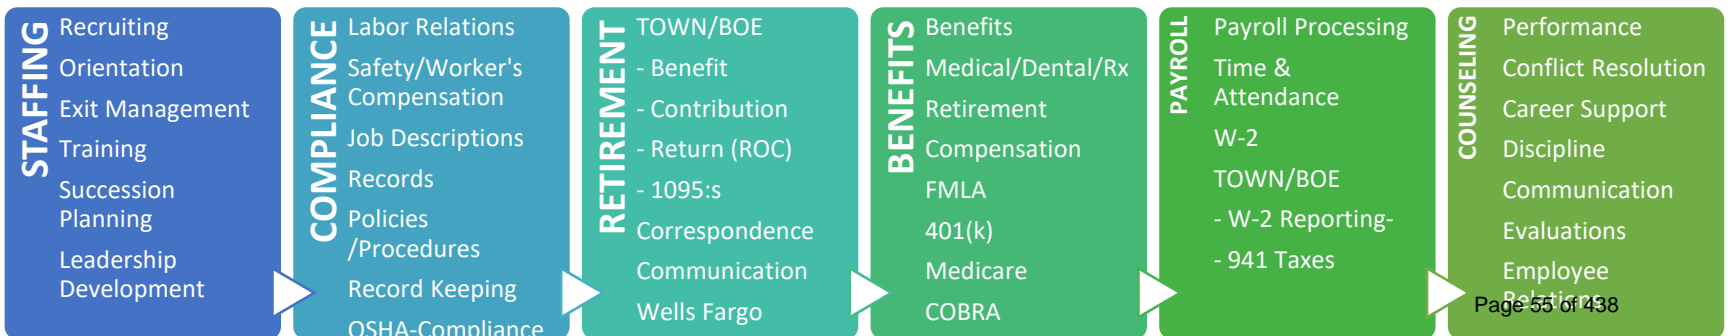 STAFFING
Recruiting
Orientation
Exit Management
Training
Succession
Planning
Leadership
Development
COMPLIANCE
Labor Relations
Safety/Worker's
Compensation
Job Descriptions
Records
Policies
/Procedures
Record Keeping
OSHA-Compliance
RETIREMENT
TOWN/BOE
- Benefit
- Contribution
- Return (ROC)
- 1095:s
Correspondence
Communication
Wells Fargo
BENEFITS
Benefits
Medical/Dental/Rx
Retirement
Compensation
FMLA
401(k)
Medicare
COBRA
PAYROLL
Payroll Processing
Time &
Attendance
W-2
TOWN/BOE
- W-2 Reporting-
- 941 Taxes
COUNSELING
Performance
Conflict Resolution
Career Support
Discipline
Communication
Evaluations
Employee
Relations
Page 55 of 438